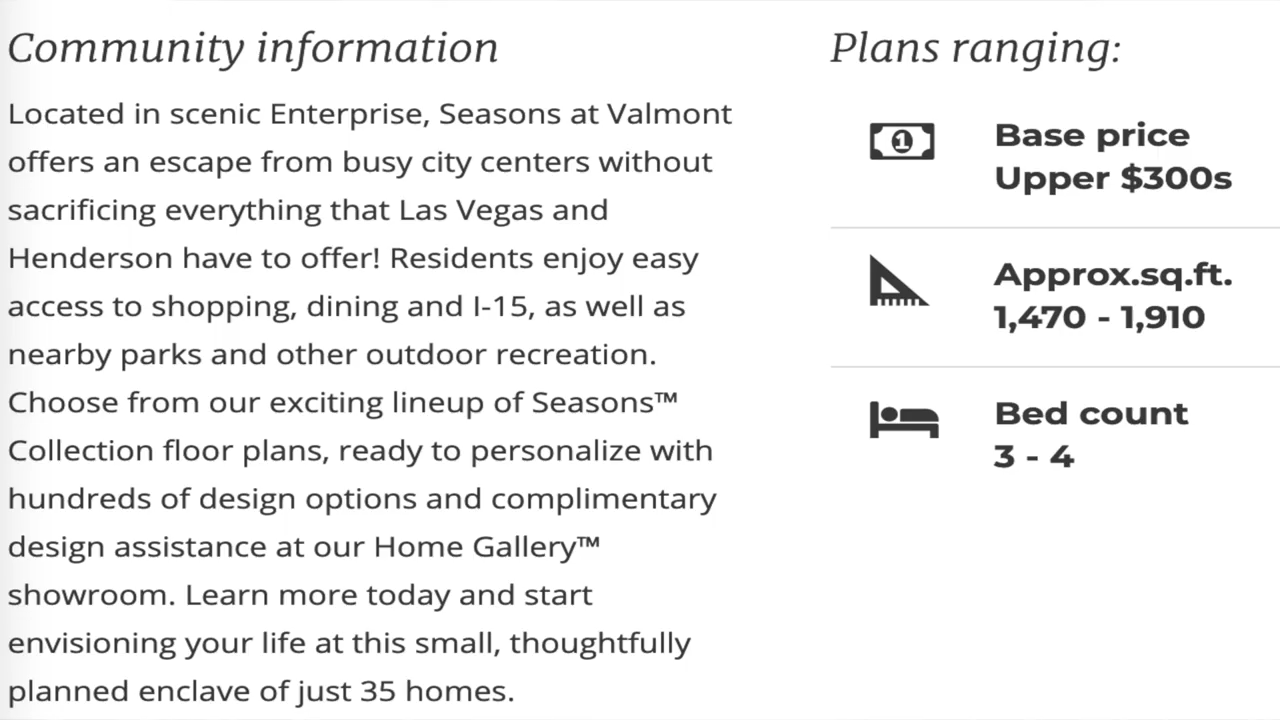 Community information
Located in scenic Enterprise, Seasons at Valmont
offers an escape from busy city centers without
sacrificing everything that Las Vegas and
Henderson have to offer! Residents enjoy easy
access to shopping, dining and I-15, as well as
nearby parks and other outdoor recreation.
Choose from our exciting lineup of Seasons™
Collection floor plans, ready to personalize with
hundreds of design options and complimentary
design assistance at our Home Gallery™
showroom. Learn more today and start
envisioning your life at this small, thoughtfully
planned enclave of just 35 homes.
Plans ranging:
1
Base price
Upper $300s
Approx.sq.ft.
1,470 - 1,910
Bed count
3 - 4